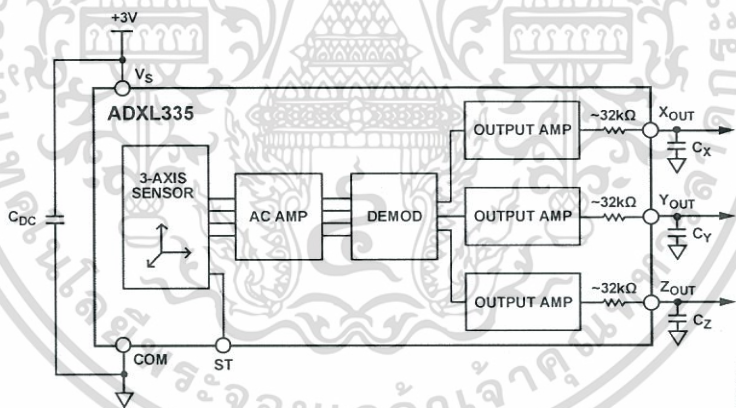 +3V
VS
ADXL335
3-AXIS
SENSOR
AC AMP
DEMOD
OUTPUT AMP
~32kΩ
XOUT
CX
OUTPUT AMP
~32kΩ
YOUT
CY
OUTPUT AMP
~32kΩ
ZOUT
CZ
CDC
COM
ST